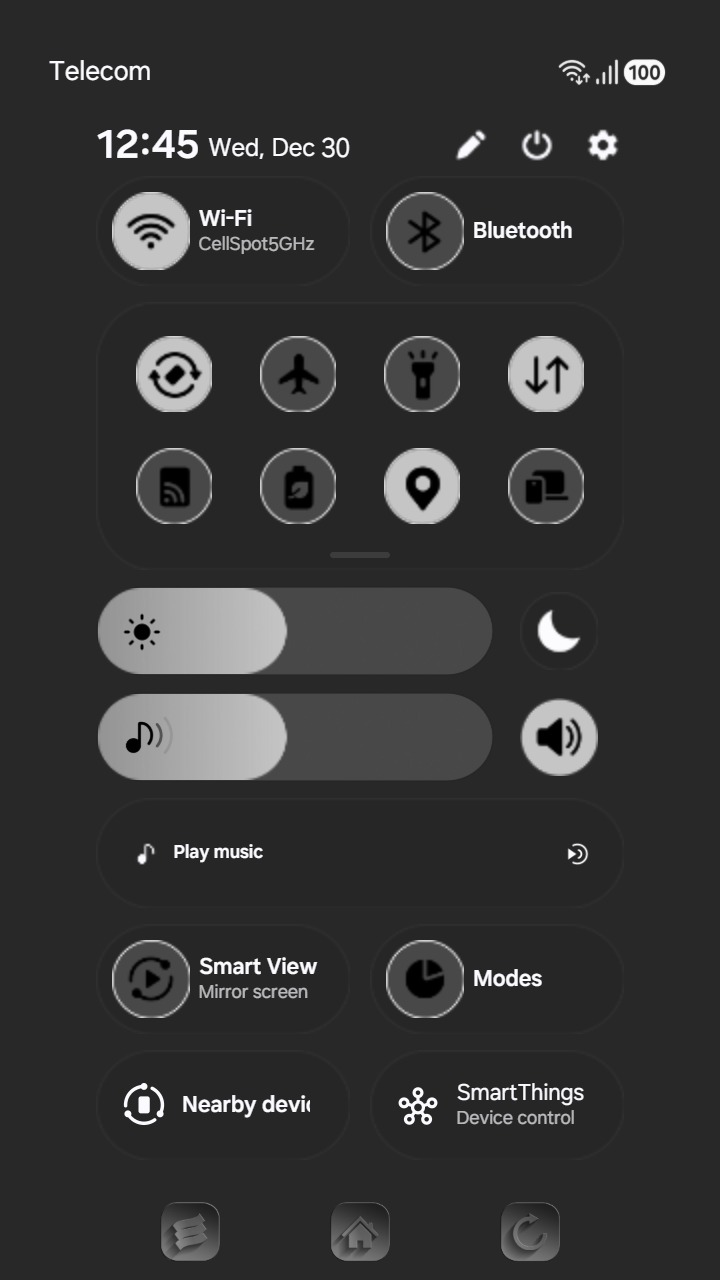 Telecom
100
12:45 Wed, Dec 30
Wi-Fi
CellSpot5GHz
Bluetooth
Play music
Smart View
Mirror screen
Modes
Nearby devi
SmartThings
Device control